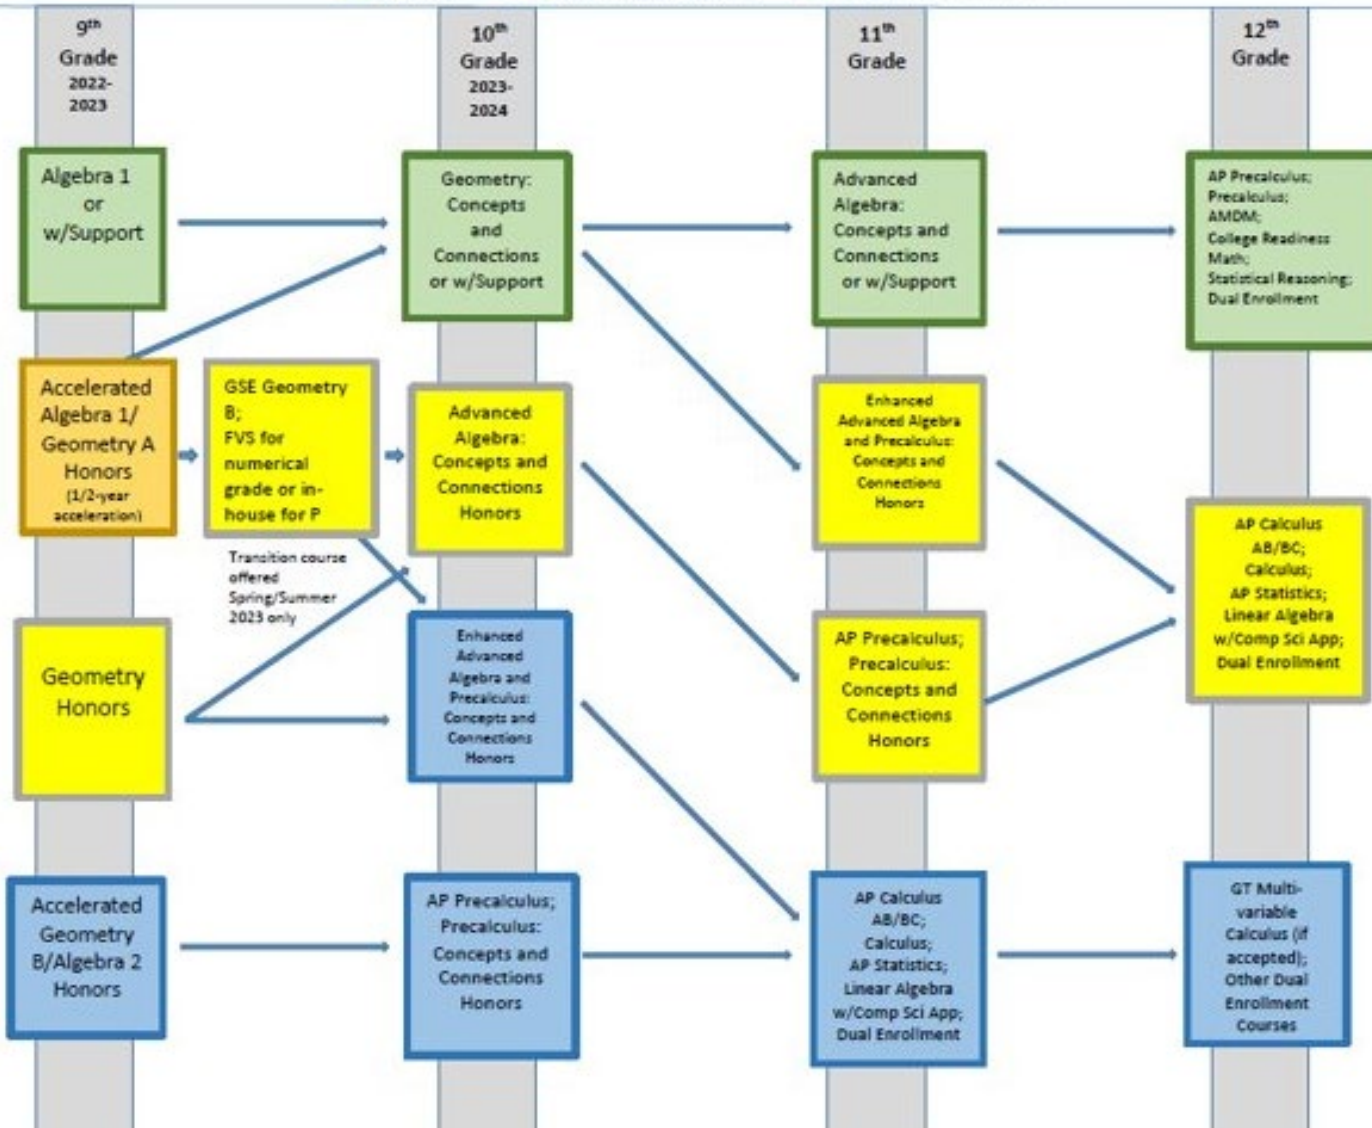 9th
Grade
2022-
2023
10th
Grade
2023-
2024
11th
Grade
12th
Grade
Algebra 1
or
w/Support
Geometry:
Concepts
and
Connections
or w/Support
Advanced
Algebra:
Concepts and
Connections
or w/Support
AP Precalculus;
Precalculus;
AMDM;
College Readiness
Math;
Statistical Reasoning;
Dual Enrollment
Accelerated
Algebra 1/
Geometry A
Honors
(1/2-year
acceleration)
GSE Geometry
B;
FVS for
numerical
grade or in-
house for P
Transition course
offered
Spring/Summer
2023 only
Advanced
Algebra:
Concepts and
Connections
Honors
Enhanced
Advanced Algebra
and Precalculus:
Concepts and
Connections
Honors
AP Calculus
AB/BC;
Calculus;
AP Statistics;
Linear Algebra
w/Comp Sci App;
Dual Enrollment
Geometry
Honors
Enhanced
Advanced
Algebra and
Precalculus:
Concepts and
Connections
Honors
AP Precalculus;
Precalculus:
Concepts and
Connections
Honors
Accelerated
Geometry
B/Algebra 2
Honors
AP Precalculus;
Precalculus:
Concepts and
Connections
Honors
AP Calculus
AB/BC;
Calculus;
AP Statistics;
Linear Algebra
w/Comp Sci App;
Dual Enrollment
GT Multi-
variable
Calculus (if
accepted);
Other Dual
Enrollment
Courses